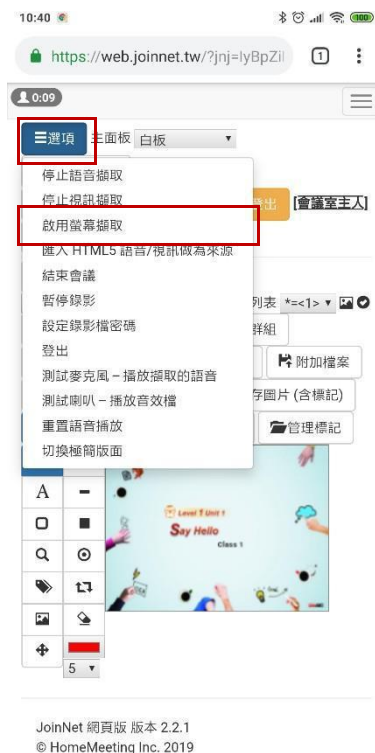 10:40
100
https://web.joinnet.tw/?jnj=lyBpZil
1
0:09
選項 主面板 白板
停止語音擷取
停止視訊擷取
登出 [會議室主人]
啟用螢幕擷取
匯入 HTML5 語音/視訊做為來源
結束會議
暫停錄影
列表 *=<1>
設定錄影檔密碼
群組
登出
測試麥克風 – 播放擷取的語音
附加檔案
測試喇叭 – 播放音效檔
存圖片 (含標記)
重置語音播放
管理標記
切換極簡版面
Level 1 Unit 1
Say Hello
Class 1
A
5
JoinNet 網頁版 版本 2.2.1
© HomeMeeting Inc. 2019